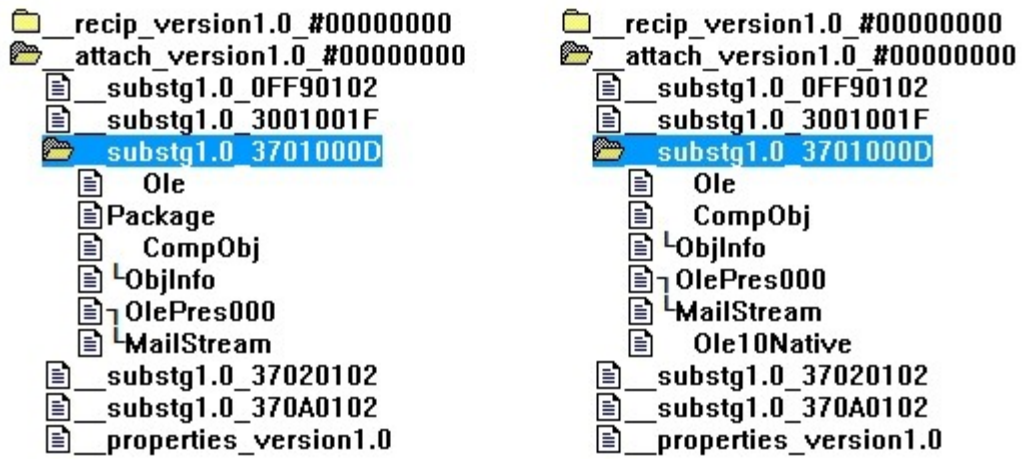 __recip_version1.0_#00000000
__attach_version1.0_#00000000
__substg1.0_0FF90102
__substg1.0_3001001F
__substg1.0_3701000D
Ole
Package
CompObj
└ObjInfo
┐OlePres000
└MailStream
__substg1.0_37020102
__substg1.0_370A0102
__properties_version1.0
__recip_version1.0_#00000000
__attach_version1.0_#00000000
__substg1.0_0FF90102
__substg1.0_3001001F
__substg1.0_3701000D
Ole
CompObj
└ObjInfo
┐OlePres000
└MailStream
Ole10Native
__substg1.0_37020102
__substg1.0_370A0102
__properties_version1.0